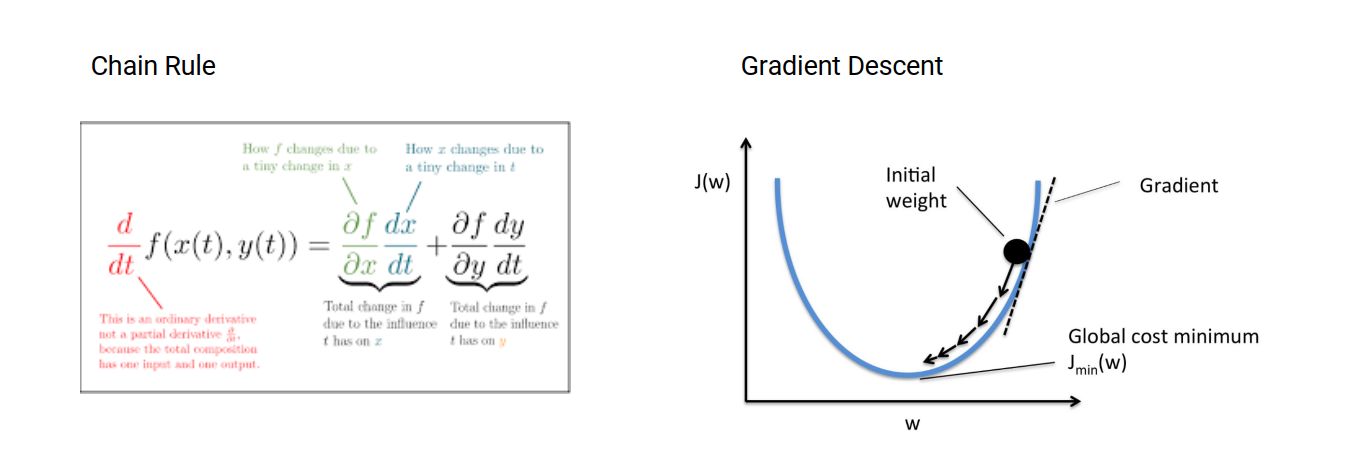 Chain Rule
How f changes due to
a tiny change in x
How x changes due to
a tiny change in t
d/dt f(x(t), y(t)) = ∂f/∂x dx/dt + ∂f/∂y dy/dt
This is an ordinary derivative
not a partial derivative ∂/∂t,
because the total composition
has one input and one output.
Total change in f
due to the influence
t has on x
Total change in f
due to the influence
t has on y
Gradient Descent
J(w)
Initial
weight
Gradient
Global cost minimum
Jmin(w)
w